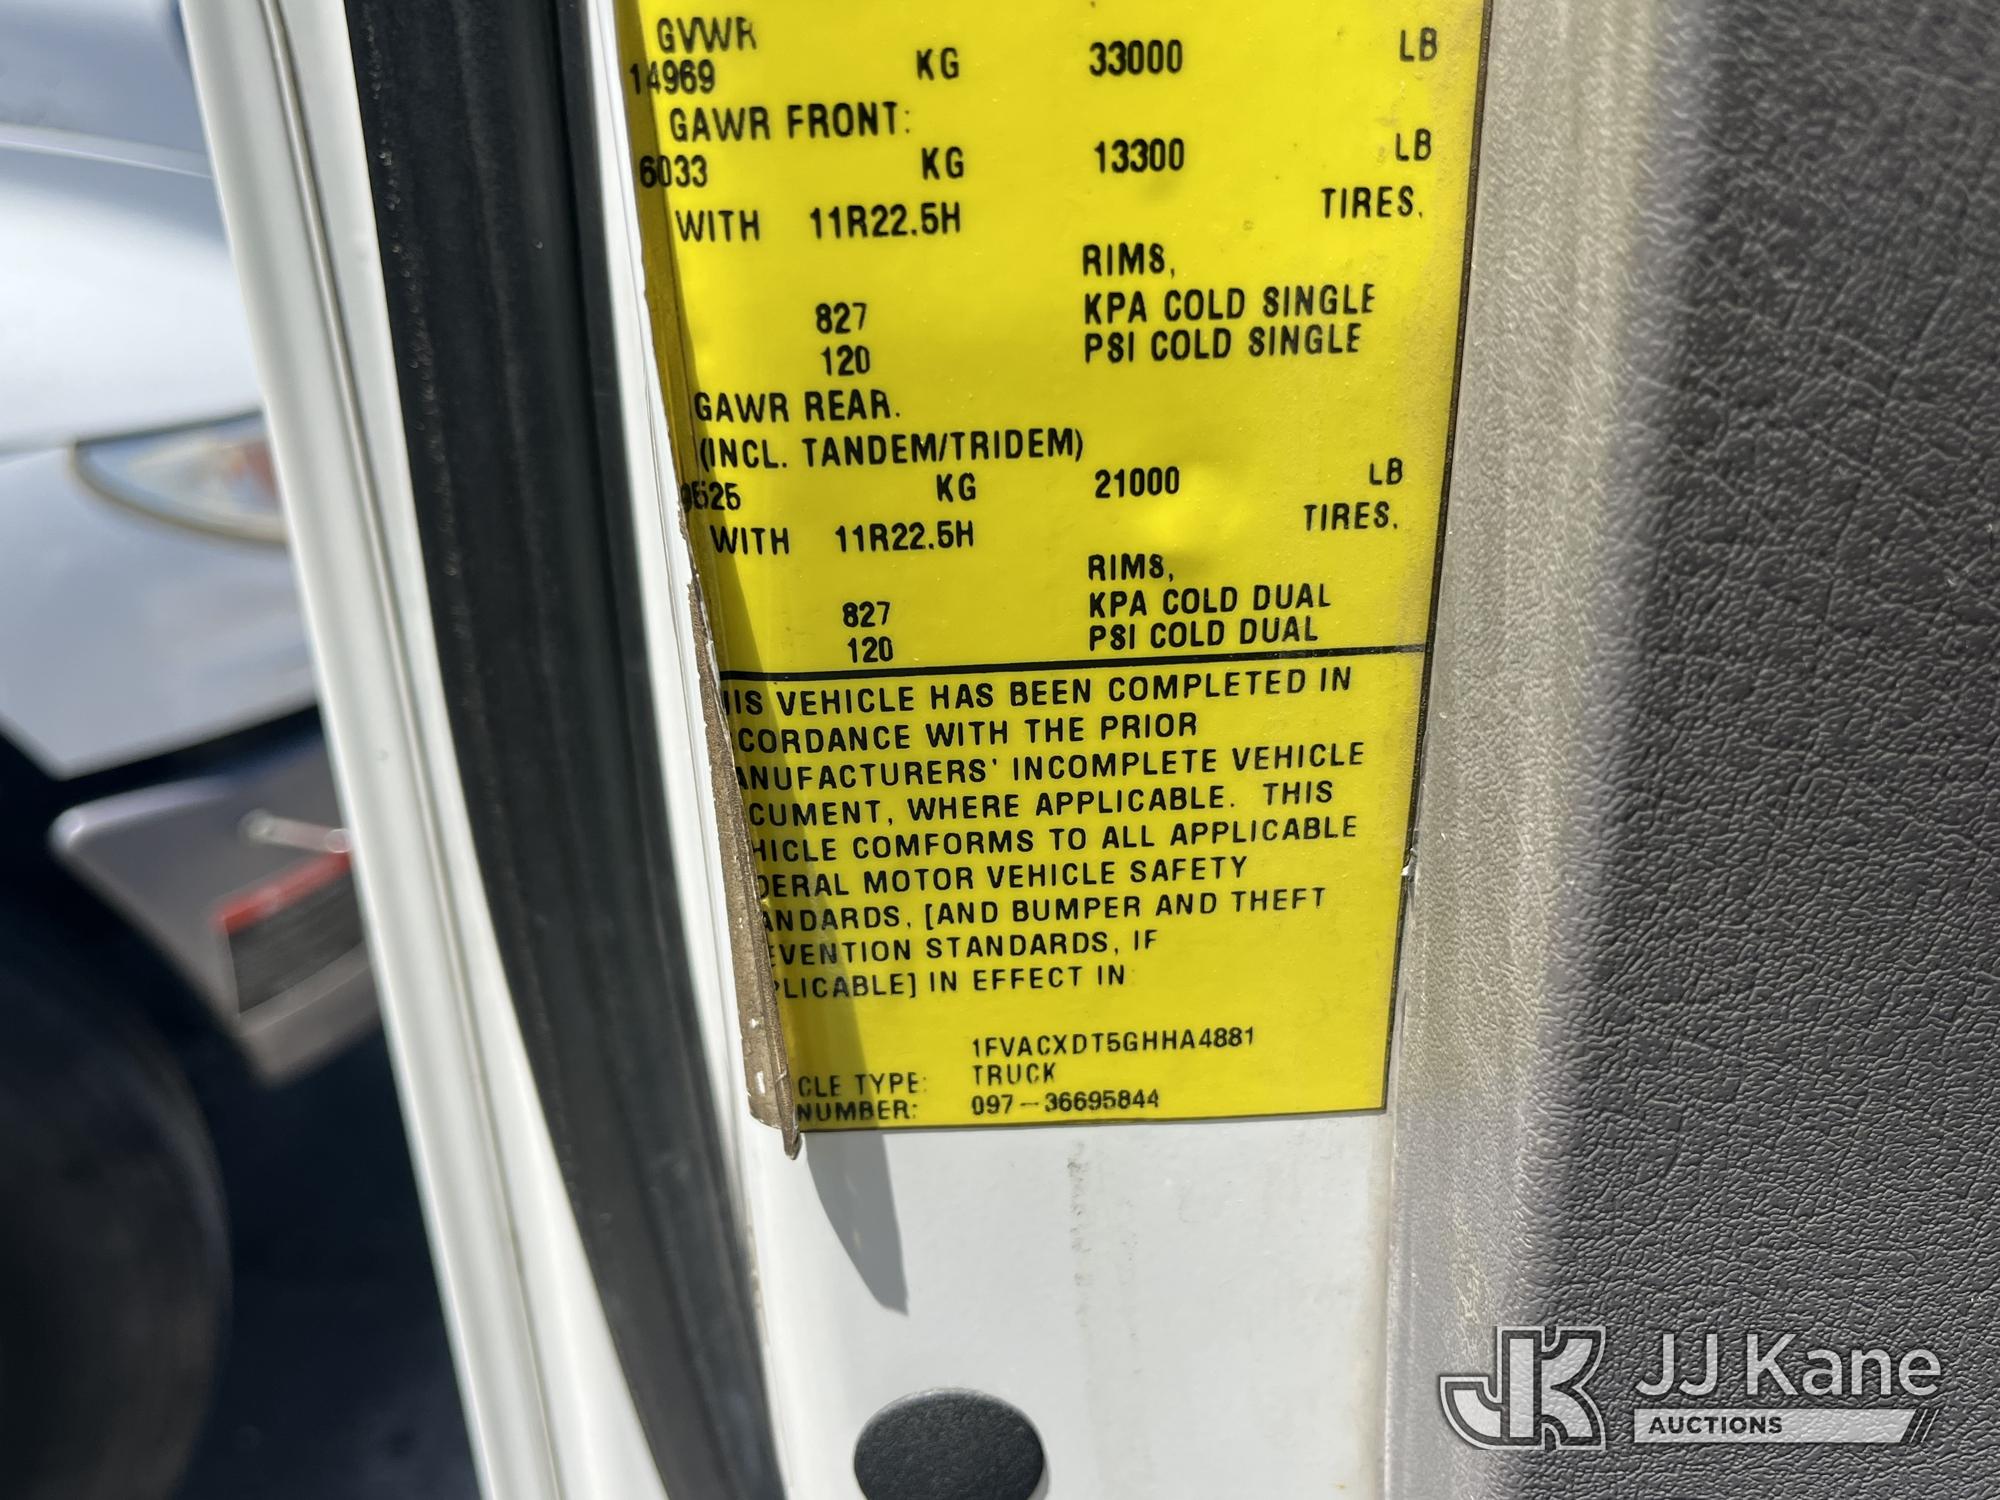 GVWR
14969 KG 33000 LB
GAWR FRONT:
6033 KG 13300 LB
WITH 11R22.5H TIRES,
RIMS,
827 KPA COLD SINGLE
120 PSI COLD SINGLE
GAWR REAR.
(INCL. TANDEM/TRIDEM)
9525 KG 21000 LB
WITH 11R22.5H TIRES,
RIMS,
827 KPA COLD DUAL
120 PSI COLD DUAL
VEHICLE HAS BEEN COMPLETED IN
CORDANCE WITH THE PRIOR
ANUFACTURERS' INCOMPLETE VEHICLE
CUMENT, WHERE APPLICABLE. THIS
HICLE COMFORMS TO ALL APPLICABLE
DERAL MOTOR VEHICLE SAFETY
ANDARDS, [AND BUMPER AND THEFT
EVENTION STANDARDS, IF
PLICABLE] IN EFFECT IN:
1FVACXDT5GHHA4881
CLE TYPE: TRUCK
NUMBER: 097-36695844
JK
JJ Kane
AUCTIONS